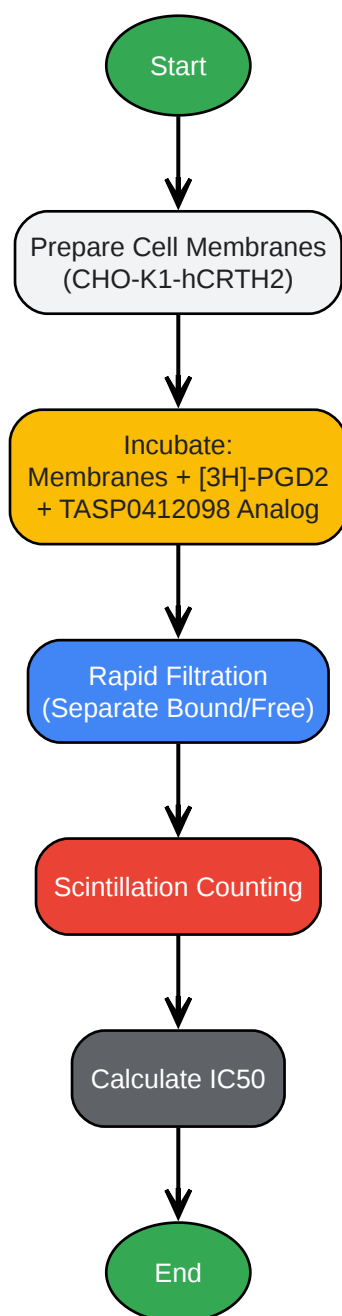 Start
Prepare Cell Membranes
(CHO-K1-hCRTH2)
Incubate:
Membranes + [3H]-PGD2
+ TASP0412098 Analog
Rapid Filtration
(Separate Bound/Free)
Scintillation Counting
Calculate IC50
End